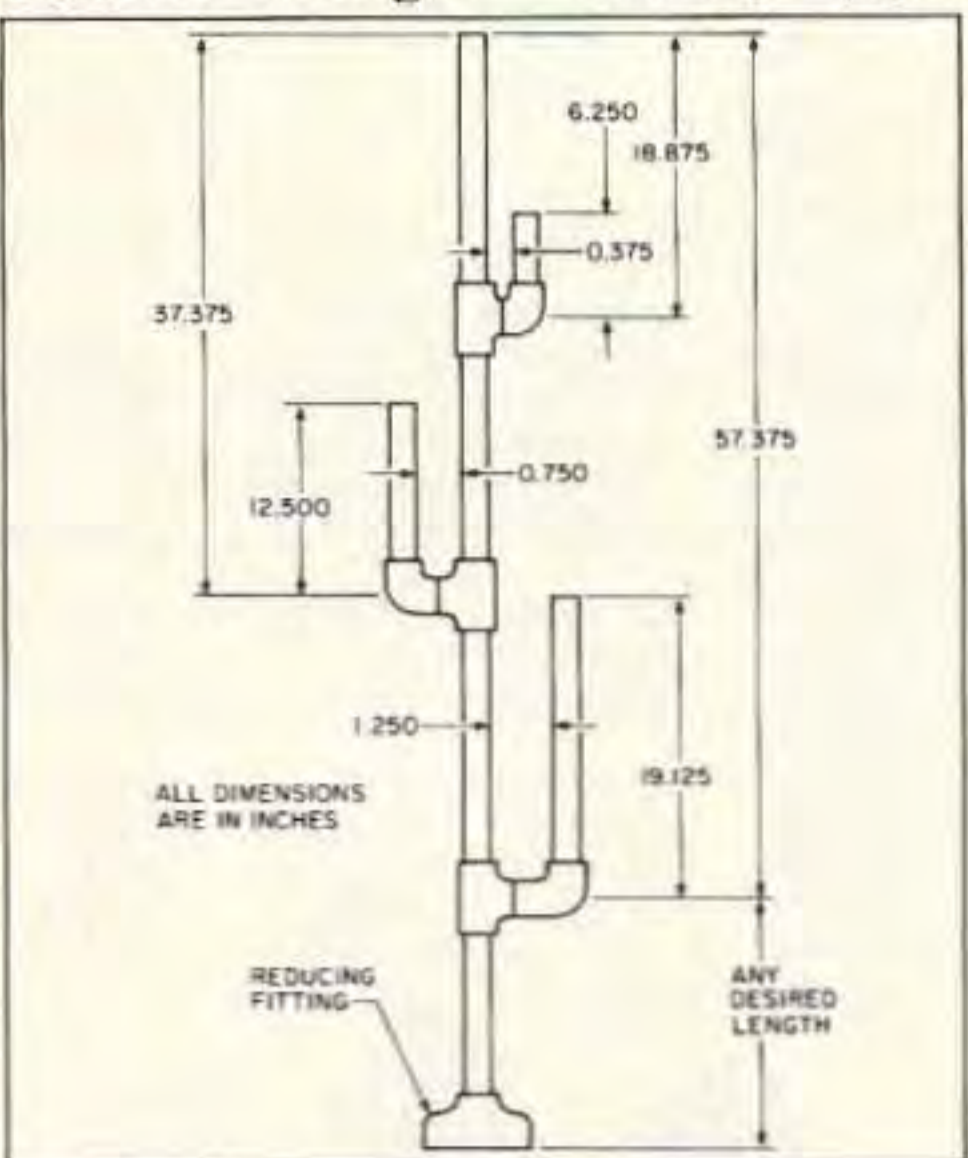 6.250
18.875
0.375
37.375
57.375
0.750
12.500
1.250
19.125
ALL DIMENSIONS
ARE IN INCHES
REDUCING
FITTING
ANY
DESIRED
LENGTH